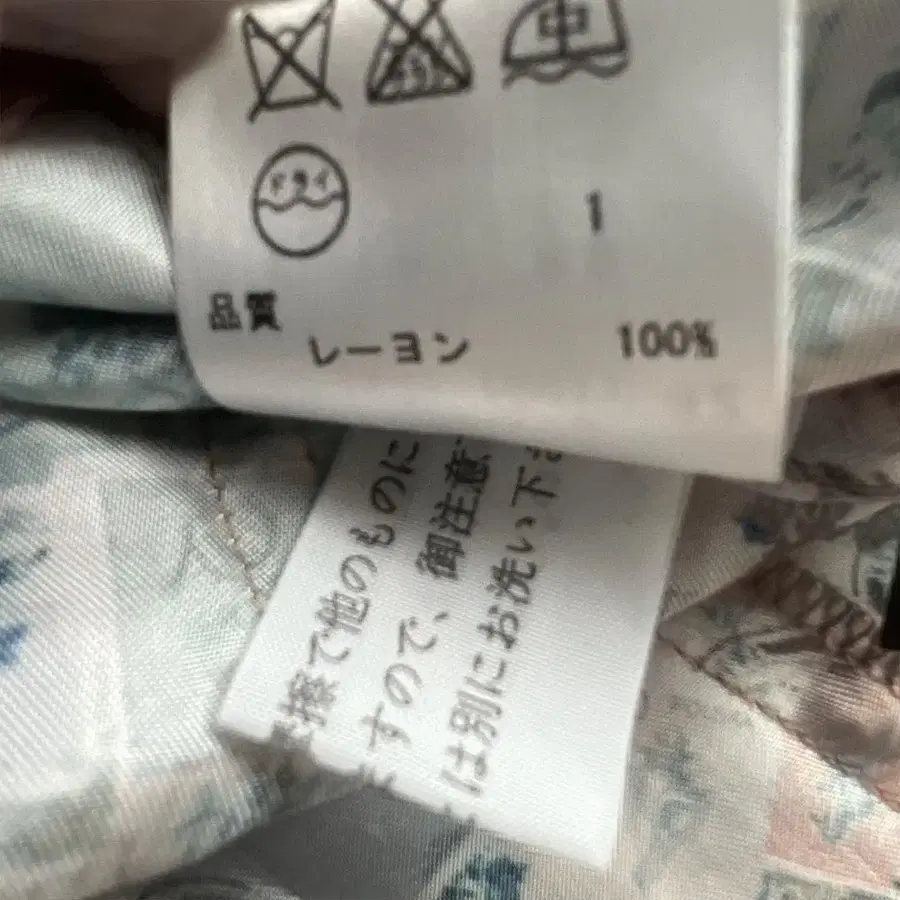 中
ドライ
1
品質
レーヨン 100%
擦で他のものに
すので、御注意
は別にお洗い下